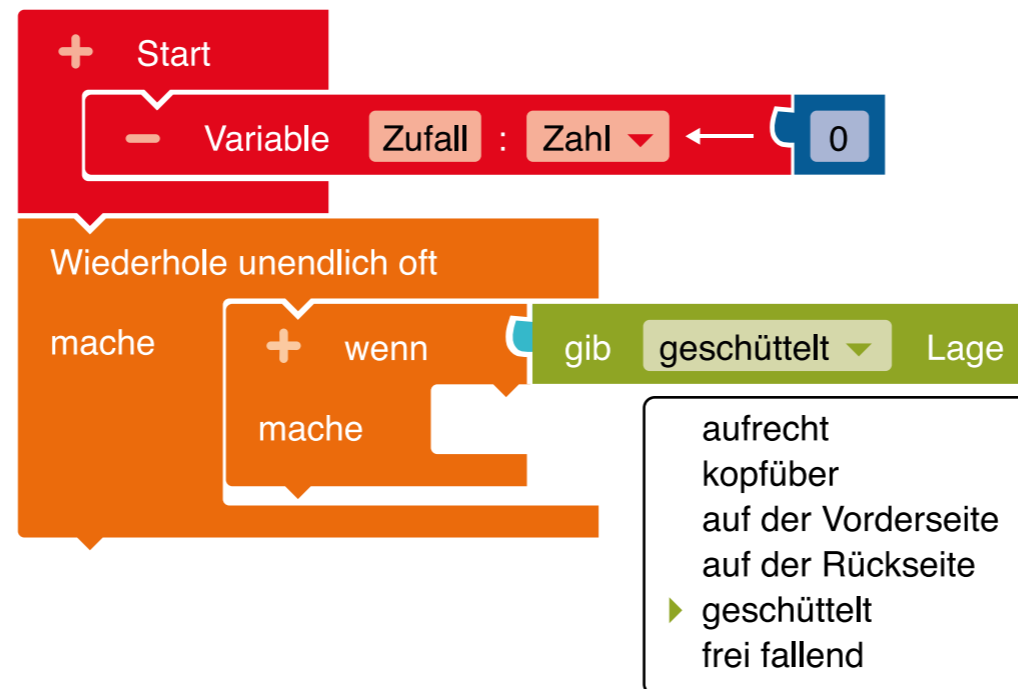 + Start
− Variable Zufall : Zahl ← 0
Wiederhole unendlich oft
mache + wenn gib geschüttelt Lage
mache
aufrecht
kopfüber
auf der Vorderseite
auf der Rückseite
geschüttelt
frei fallend